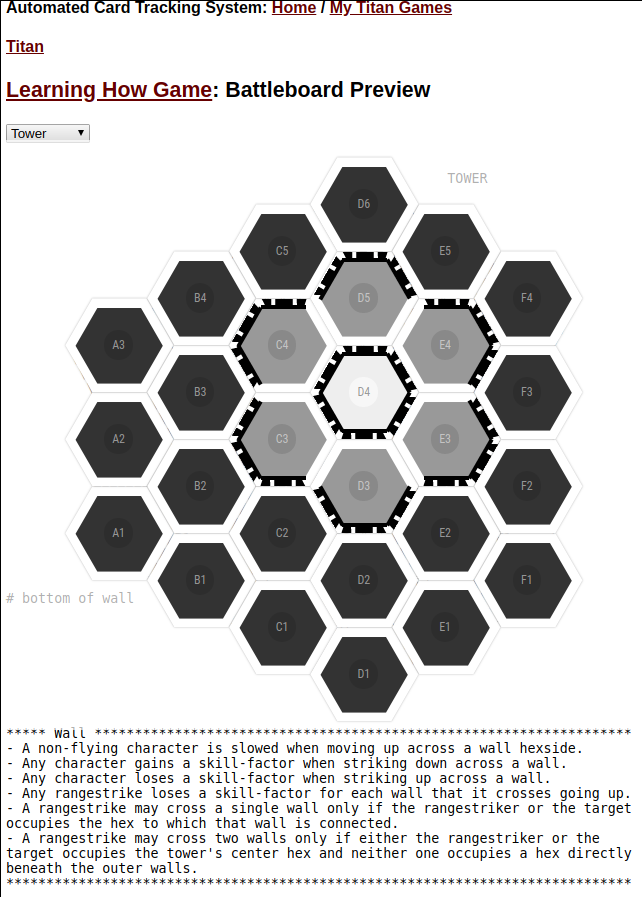 Automated Card Tracking System: Home / My Titan Games
Titan
Learning How Game: Battleboard Preview
Tower
TOWER
D6
C5
E5
B4
D5
F4
A3
C4
E4
B3
D4
F3
A2
C3
E3
B2
D3
F2
A1
C2
E2
B1
D2
F1
# bottom of wall
C1
E1
D1
***** Wall *******************************************************************
- A non-flying character is slowed when moving up across a wall hexside.
- Any character gains a skill-factor when striking down across a wall.
- Any character loses a skill-factor when striking up across a wall.
- Any rangestrike loses a skill-factor for each wall that it crosses going up.
- A rangestrike may cross a single wall only if the rangestriker or the target
occupies the hex to which that wall is connected.
- A rangestrike may cross two walls only if either the rangestriker or the
target occupies the tower's center hex and neither one occupies a hex directly
beneath the outer walls.
******************************************************************************